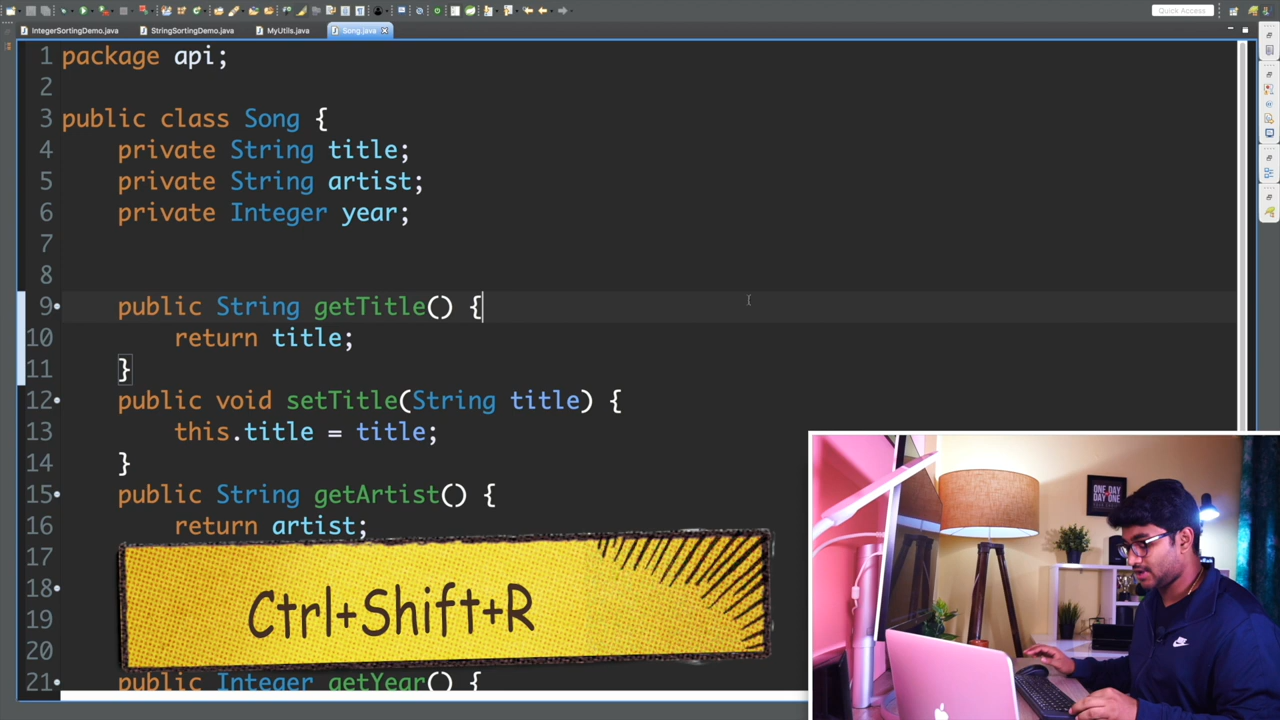 Quick Access
IntegerSortingDemo.java
StringSortingDemo.java
MyUtils.java
Song.java
1 package api;
2
3 public class Song {
4 private String title;
5 private String artist;
6 private Integer year;
7
8
9 public String getTitle() {
10 return title;
11 }
12 public void setTitle(String title) {
13 this.title = title;
14 }
15 public String getArtist() {
16 return artist;
17
18
19
20
21 public Integer getYear() {
Ctrl+Shift+R
ONE DAY
DAY ONE